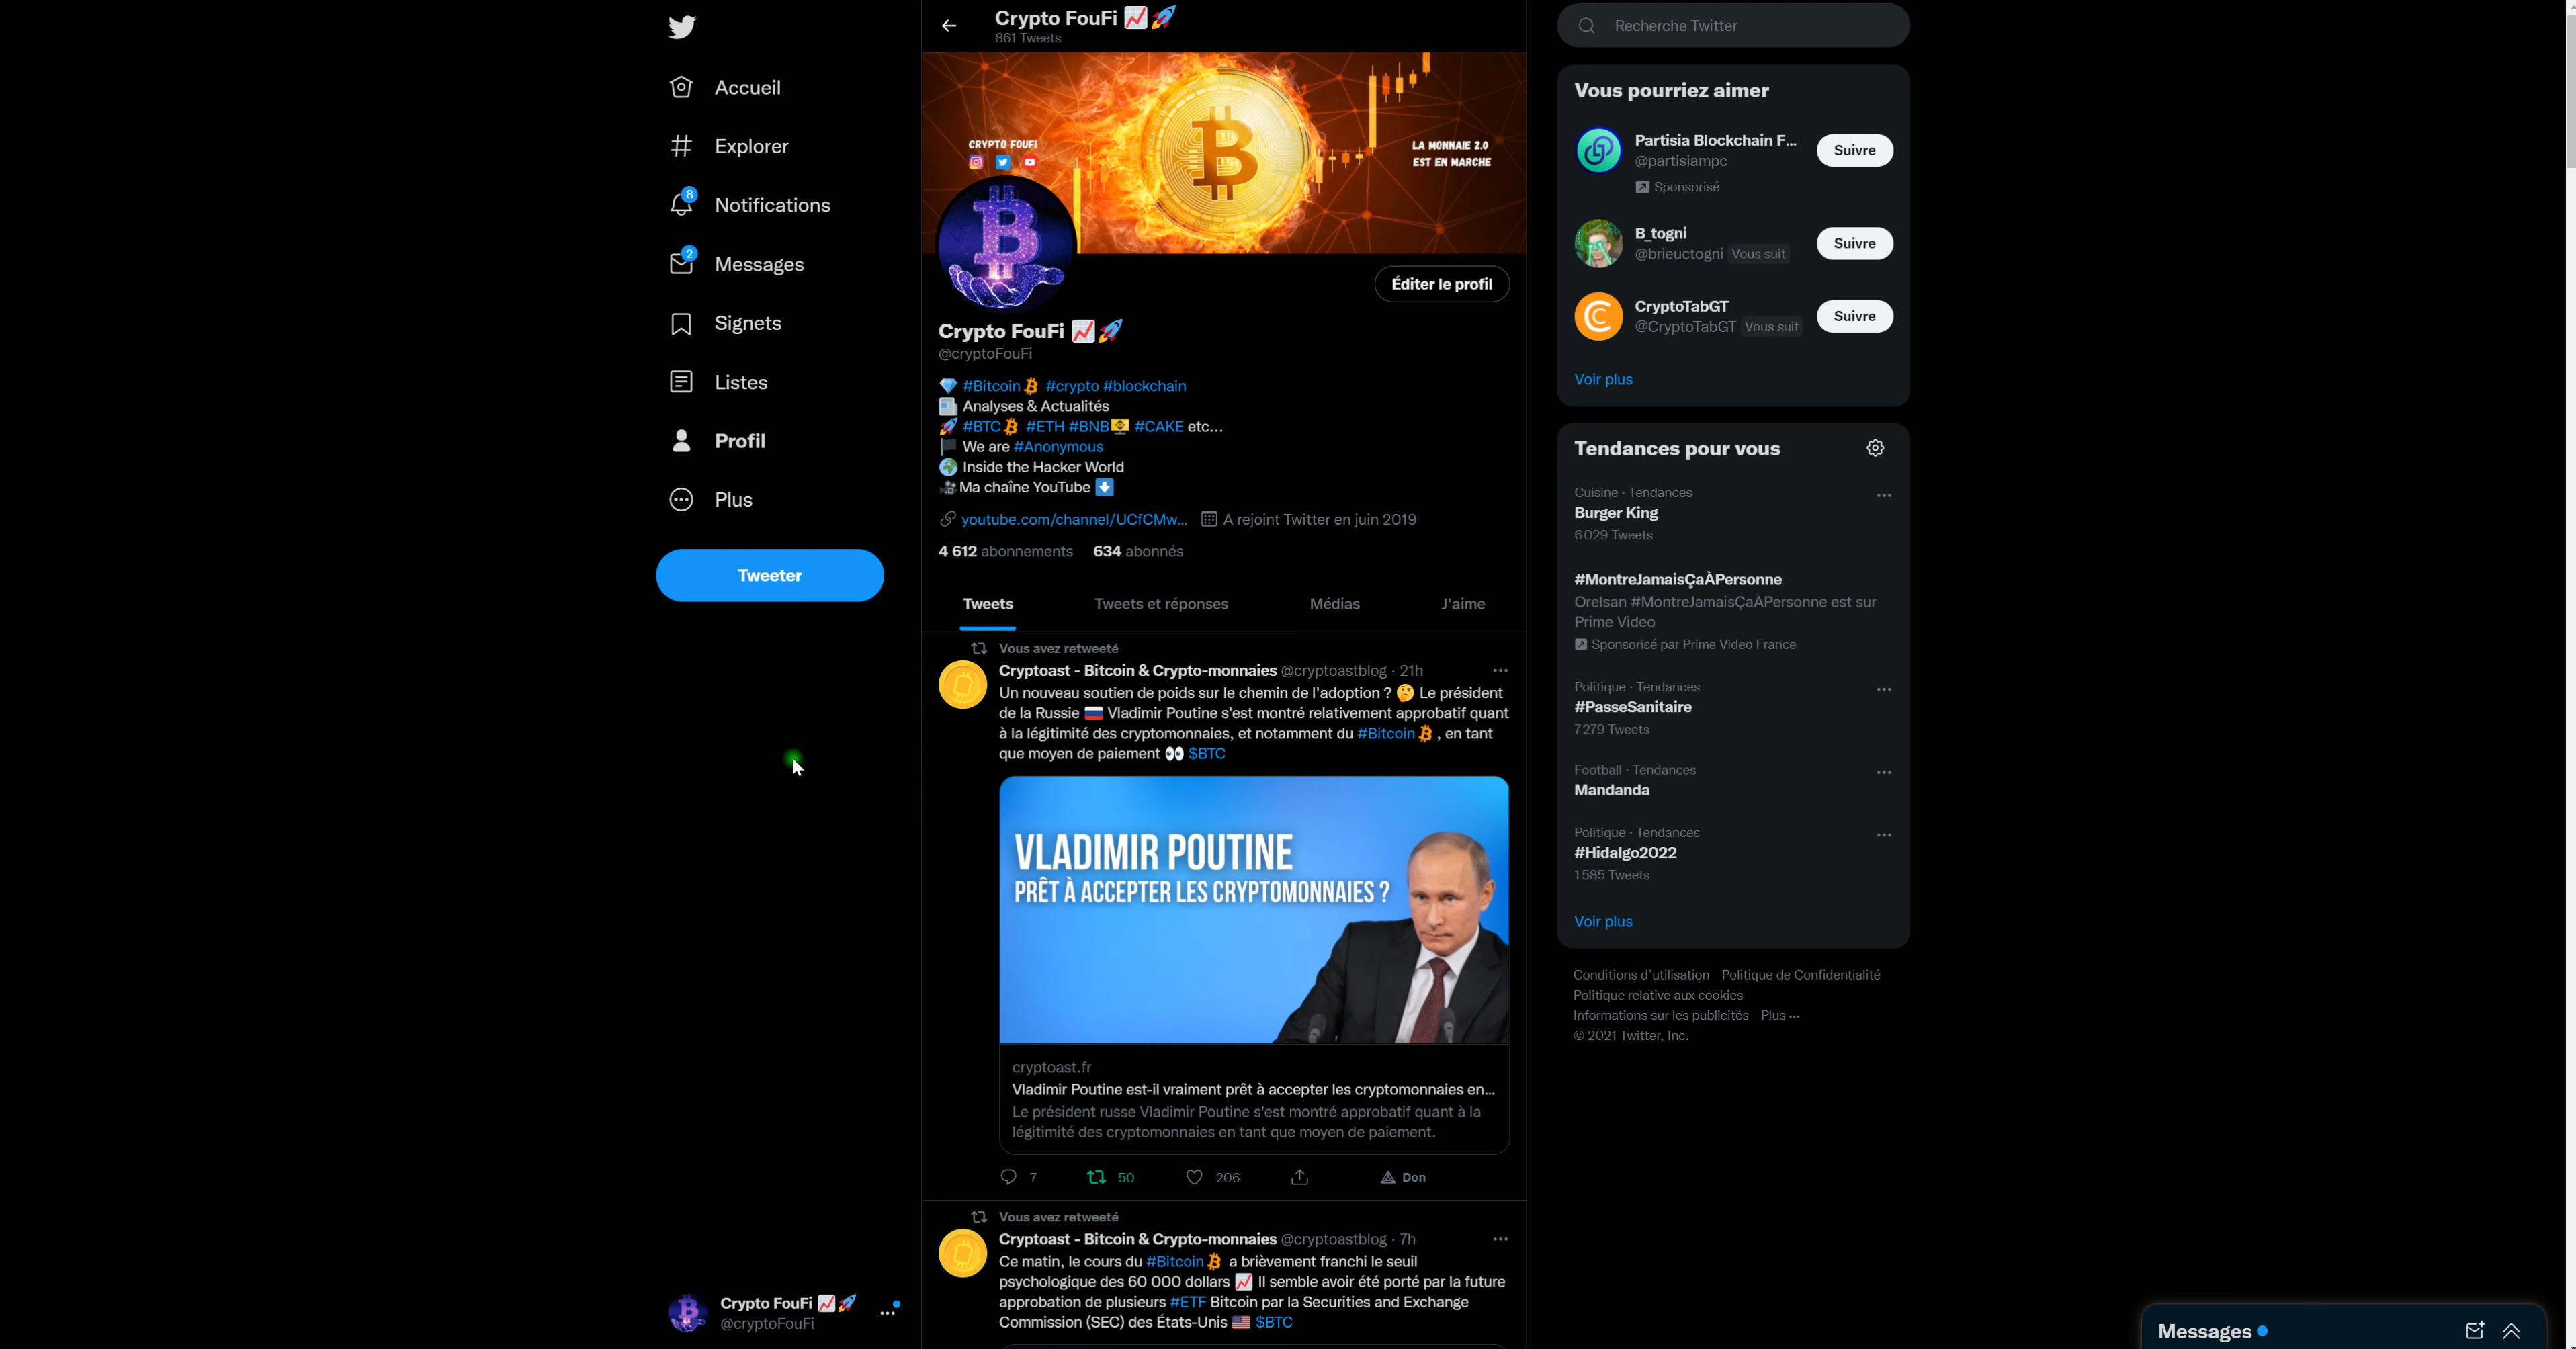 Accueil
Explorer
8
Notifications
2
Messages
Signets
Listes
Profil
Plus
Tweeter
Crypto FouFi
@cryptoFouFi
Crypto FouFi
861 Tweets
CRYPTO FOUFI
LA MONNAIE 2.0
EST EN MARCHE
Éditer le profil
Crypto FouFi
@cryptoFouFi
#Bitcoin #crypto #blockchain
Analyses & Actualités
#BTC #ETH #BNB #CAKE etc...
We are #Anonymous
Inside the Hacker World
Ma chaîne YouTube
youtube.com/channel/UCfCMw... A rejoint Twitter en juin 2019
4 612 abonnements 634 abonnés
Tweets Tweets et réponses Médias J'aime
Vous avez retweeté
Cryptoast - Bitcoin & Crypto-monnaies @cryptoastblog · 21h
Un nouveau soutien de poids sur le chemin de l'adoption ? 🤔 Le président
de la Russie 🇷🇺 Vladimir Poutine s'est montré relativement approbatif quant
à la légitimité des cryptomonnaies, et notamment du #Bitcoin , en tant
que moyen de paiement 👀 $BTC
VLADIMIR POUTINE
PRÊT À ACCEPTER LES CRYPTOMONNAIES ?
cryptoast.fr
Vladimir Poutine est-il vraiment prêt à accepter les cryptomonnaies en...
Le président russe Vladimir Poutine s'est montré approbatif quant à la
légitimité des cryptomonnaies en tant que moyen de paiement.
7 50 206 Don
Vous avez retweeté
Cryptoast - Bitcoin & Crypto-monnaies @cryptoastblog · 7h
Ce matin, le cours du #Bitcoin a brièvement franchi le seuil
psychologique des 60 000 dollars 📈 Il semble avoir été porté par la future
approbation de plusieurs #ETF Bitcoin par la Securities and Exchange
Commission (SEC) des États-Unis 🇺🇸 $BTC
Recherche Twitter
Vous pourriez aimer
Partisia Blockchain F...
@partisiampc
Suivre
Sponsorisé
B_togni
@brieuctogni Vous suit
Suivre
CryptoTabGT
@CryptoTabGT Vous suit
Suivre
Voir plus
Tendances pour vous
Cuisine · Tendances
Burger King
6 029 Tweets
#MontreJamaisÇaÀPersonne
Orelsan #MontreJamaisÇaÀPersonne est sur
Prime Video
Sponsorisé par Prime Video France
Politique · Tendances
#PasseSanitaire
7 279 Tweets
Football · Tendances
Mandanda
Politique · Tendances
#Hidalgo2022
1 585 Tweets
Voir plus
Conditions d'utilisation Politique de Confidentialité
Politique relative aux cookies
Informations sur les publicités Plus ...
© 2021 Twitter, Inc.
Messages